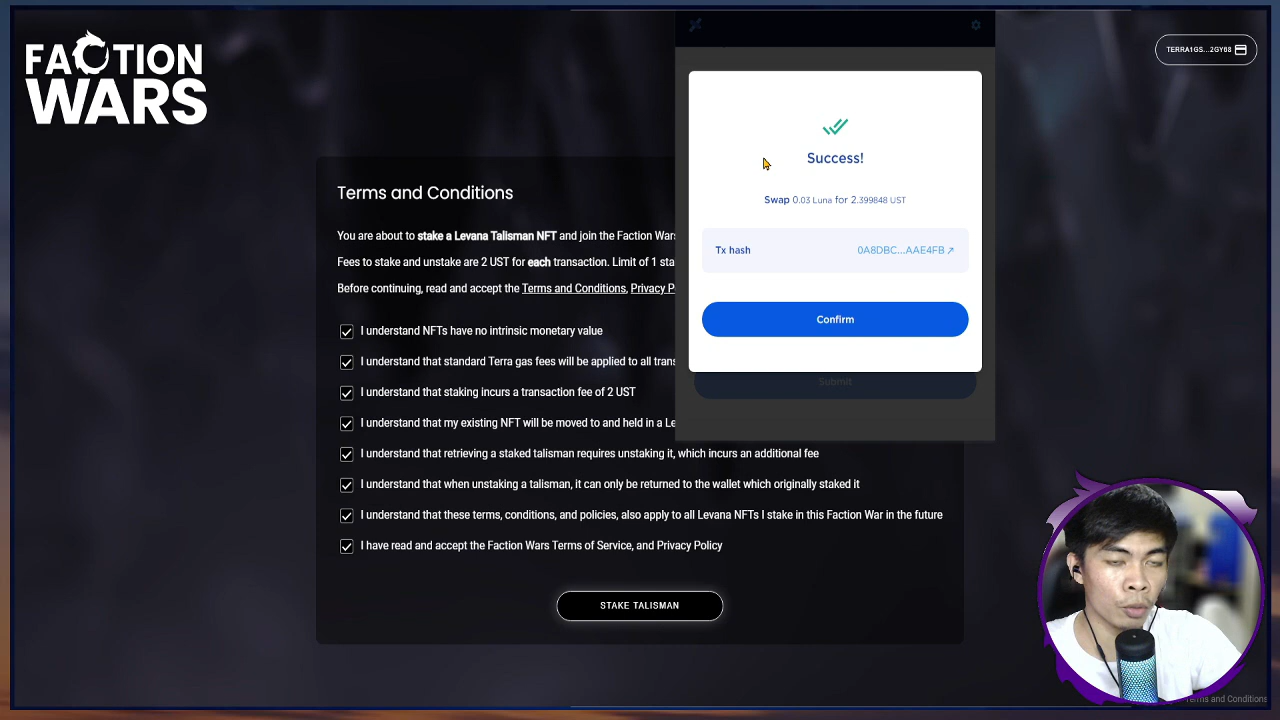 FACTION
WARS
TERRA1GS...2GY68
Success!
Swap 0.03 Luna for 2.399848 UST
Tx hash 0A8DBC...AAE4FB ↗
Confirm
Submit
Terms and Conditions
You are about to stake a Levana Talisman NFT and join the Faction Wars
Fees to stake and unstake are 2 UST for each transaction. Limit of 1 sta
Before continuing, read and accept the Terms and Conditions, Privacy P
I understand NFTs have no intrinsic monetary value
I understand that standard Terra gas fees will be applied to all trans
I understand that staking incurs a transaction fee of 2 UST
I understand that my existing NFT will be moved to and held in a Le
I understand that retrieving a staked talisman requires unstaking it, which incurs an additional fee
I understand that when unstaking a talisman, it can only be returned to the wallet which originally staked it
I understand that these terms, conditions, and policies, also apply to all Levana NFTs I stake in this Faction War in the future
I have read and accept the Faction Wars Terms of Service, and Privacy Policy
STAKE TALISMAN
Terms and Conditions